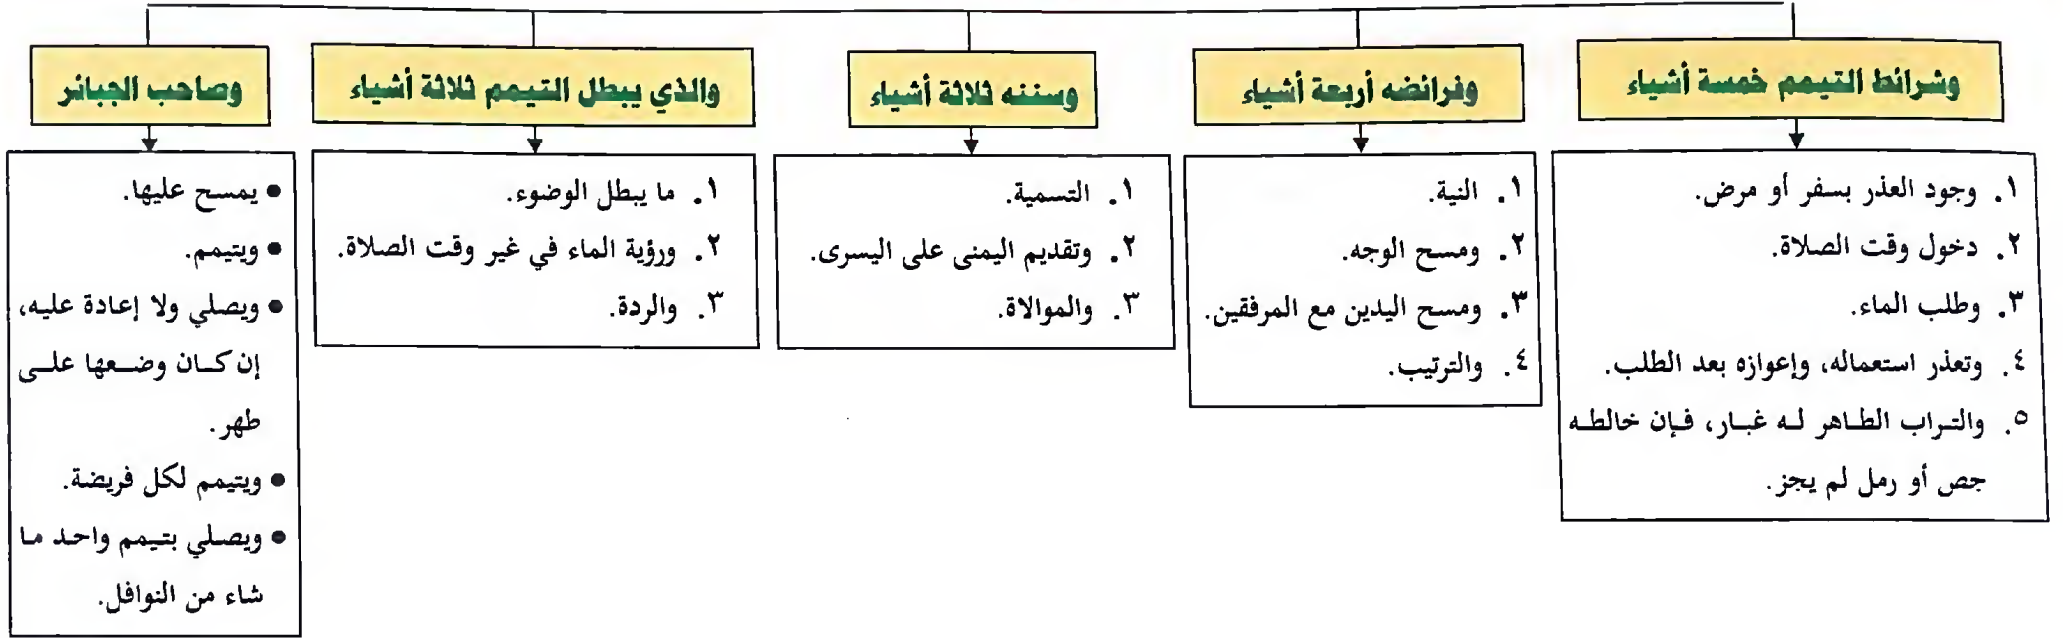 وشرائط التيمم خمسة أشياء
١. وجود العذر بسفر أو مرض.
٢. دخول وقت الصلاة.
٣. وطلب الماء.
٤. وتعذر استعماله، وإعوازه بعد الطلب.
٥. والتراب الطاهر له غبار، فإن خالطه
جص أو رمل لم يجز.
وفرائضه أربعة أشياء
١. النية.
٢. ومسح الوجه.
٣. ومسح اليدين مع المرفقين.
٤. والترتيب.
وسننه ثلاثة أشياء
١. التسمية.
٢. وتقديم اليمنى على اليسرى.
٣. والموالاة.
والذي يبطل التيمم ثلاثة أشياء
١. ما يبطل الوضوء.
٢. ورؤية الماء في غير وقت الصلاة.
٣. والردة.
وصاحب الجبائر
• يمسح عليها.
• ويتيمم.
• ويصلي ولا إعادة عليه،
إن كان وضعها على
طهر.
• ويتيمم لكل فريضة.
• ويصلي بتيمم واحد ما
شاء من النوافل.